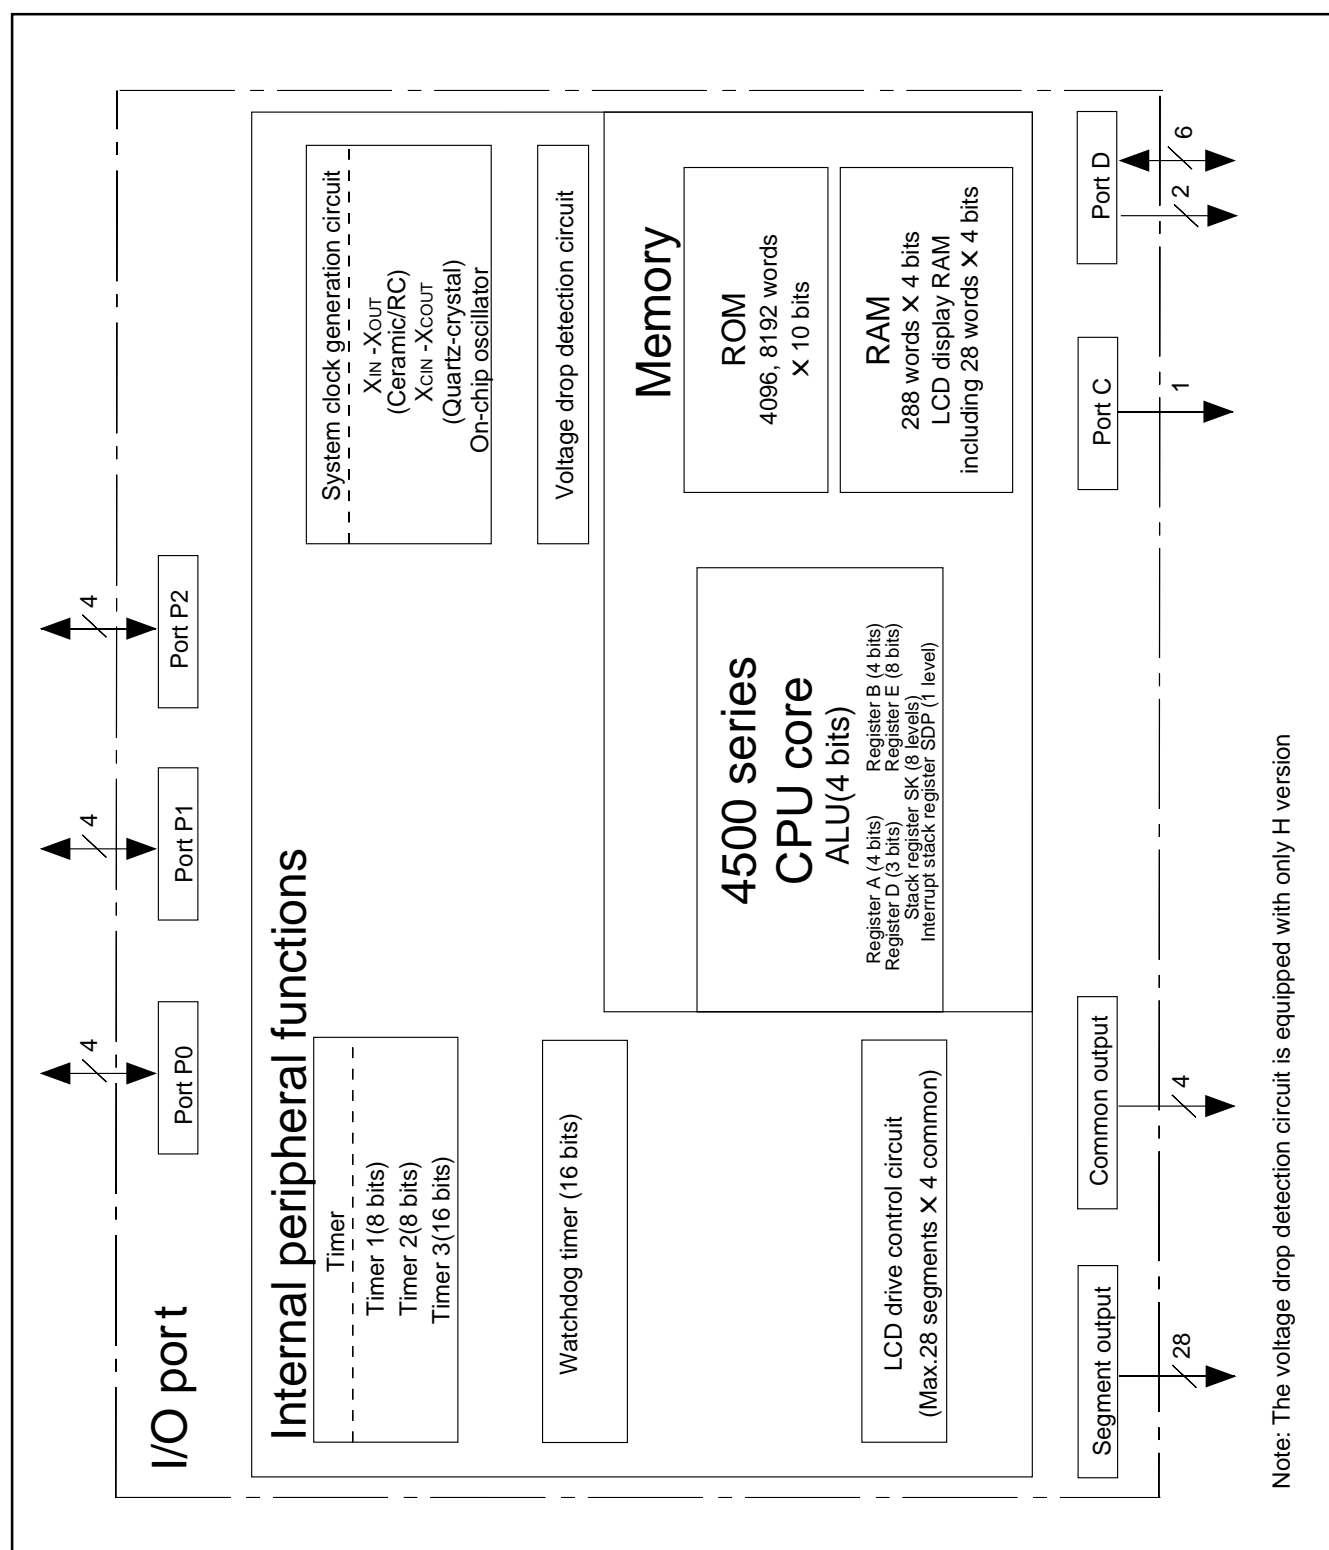 4
4
4
Port P0
Port P1
Port P2
I/O port
Internal peripheral functions
Timer
Timer 1(8 bits)
Timer 2(8 bits)
Timer 3(16 bits)
System clock generation circuit
XIN -XOUT
(Ceramic/RC)
XCIN -XCOUT
(Quartz-crystal)
On-chip oscillator
Watchdog timer (16 bits)
Voltage drop detection circuit
Memory
ROM
4096, 8192 words
✕ 10 bits
4500 series
CPU core
ALU(4 bits)
Register A (4 bits) Register B (4 bits)
Register D (3 bits) Register E (8 bits)
Stack register SK (8 levels)
Interrupt stack register SDP (1 level)
RAM
288 words ✕ 4 bits
LCD display RAM
including 28 words ✕ 4 bits
LCD drive control circuit
(Max.28 segments ✕ 4 common)
Segment output
Common output
Port C
Port D
28
4
1
2
6
Note: The voltage drop detection circuit is equipped with only H version